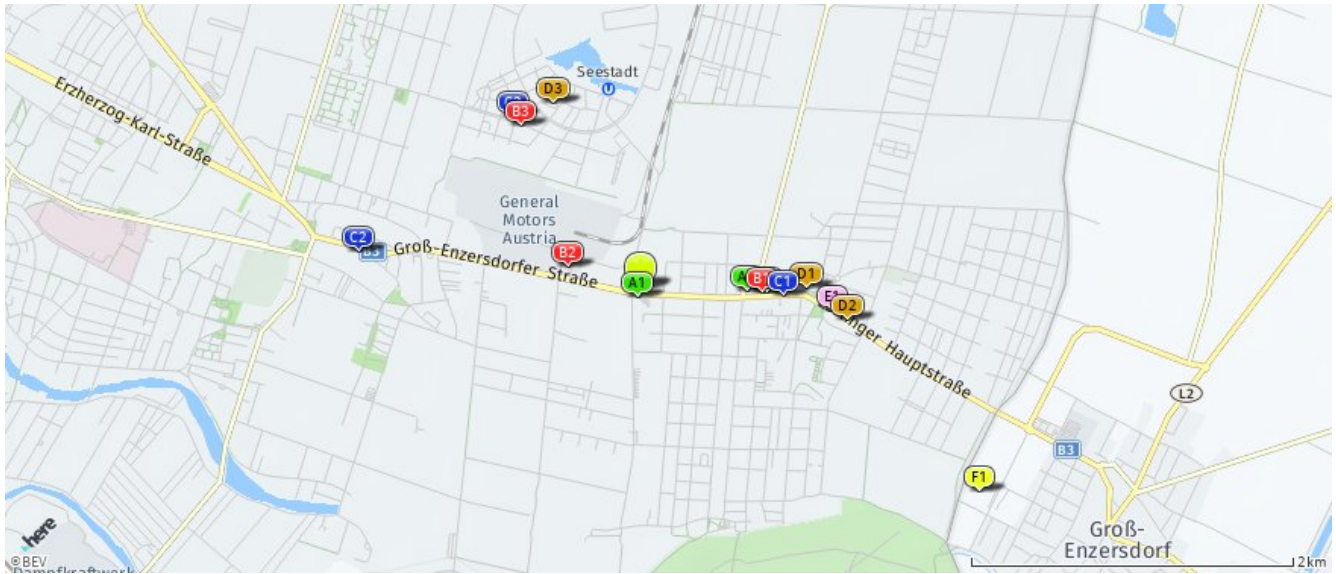 Seestadt
U
D3
B3
Erzherzog-Karl-Straße
General
Motors
Austria
C2
B3
Groß-Enzersdorfer Straße
B2
A1
B1
C1
D1
E1
D2
Hauptstraße
L2
B3
F1
Groß-
Enzersdorf
here
©BEV
2km